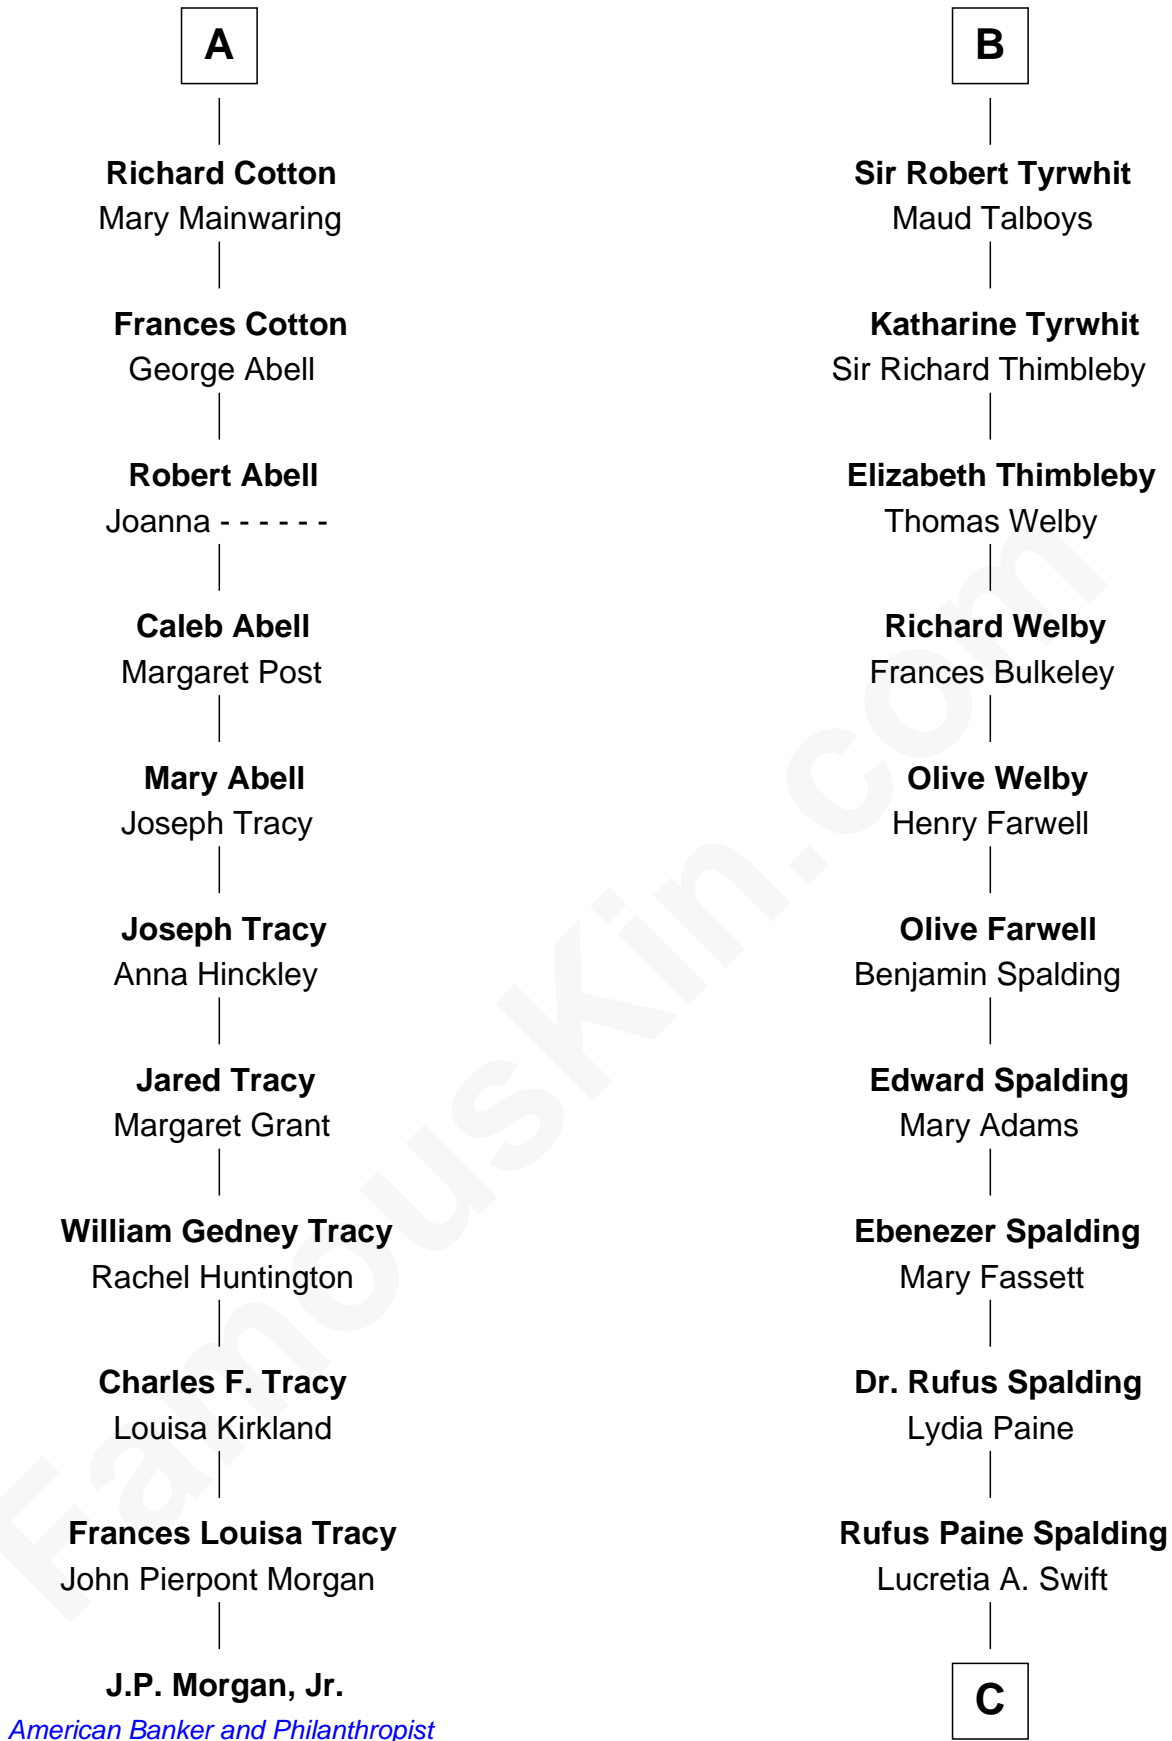 A
Richard Cotton
Mary Mainwaring
Frances Cotton
George Abell
Robert Abell
Joanna - - - - - -
Caleb Abell
Margaret Post
Mary Abell
Joseph Tracy
Joseph Tracy
Anna Hinckley
Jared Tracy
Margaret Grant
William Gedney Tracy
Rachel Huntington
Charles F. Tracy
Louisa Kirkland
Frances Louisa Tracy
John Pierpont Morgan
J.P. Morgan, Jr.
American Banker and Philanthropist
B
Sir Robert Tyrwhit
Maud Talboys
Katharine Tyrwhit
Sir Richard Thimbleby
Elizabeth Thimbleby
Thomas Welby
Richard Welby
Frances Bulkeley
Olive Welby
Henry Farwell
Olive Farwell
Benjamin Spalding
Edward Spalding
Mary Adams
Ebenezer Spalding
Mary Fassett
Dr. Rufus Spalding
Lydia Paine
Rufus Paine Spalding
Lucretia A. Swift
C
FamousKin.com